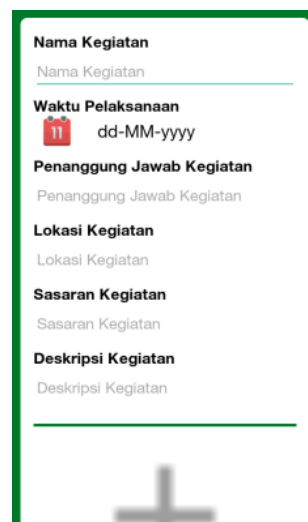 Nama Kegiatan
Nama Kegiatan
Waktu Pelaksanaan
11 dd-MM-yyyy
Penanggung Jawab Kegiatan
Penanggung Jawab Kegiatan
Lokasi Kegiatan
Lokasi Kegiatan
Sasaran Kegiatan
Sasaran Kegiatan
Deskripsi Kegiatan
Deskripsi Kegiatan